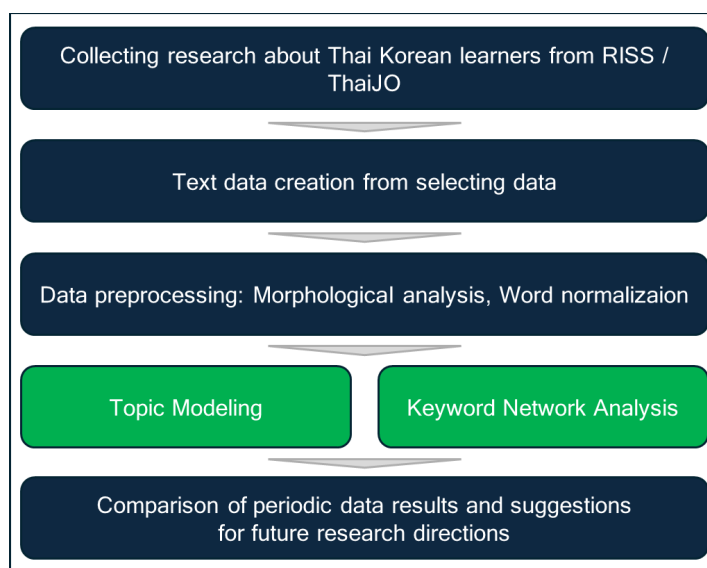 Collecting research about Thai Korean learners from RISS /
ThaiJO
Text data creation from selecting data
Data preprocessing: Morphological analysis, Word normalizaion
Topic Modeling
Keyword Network Analysis
Comparison of periodic data results and suggestions
for future research directions